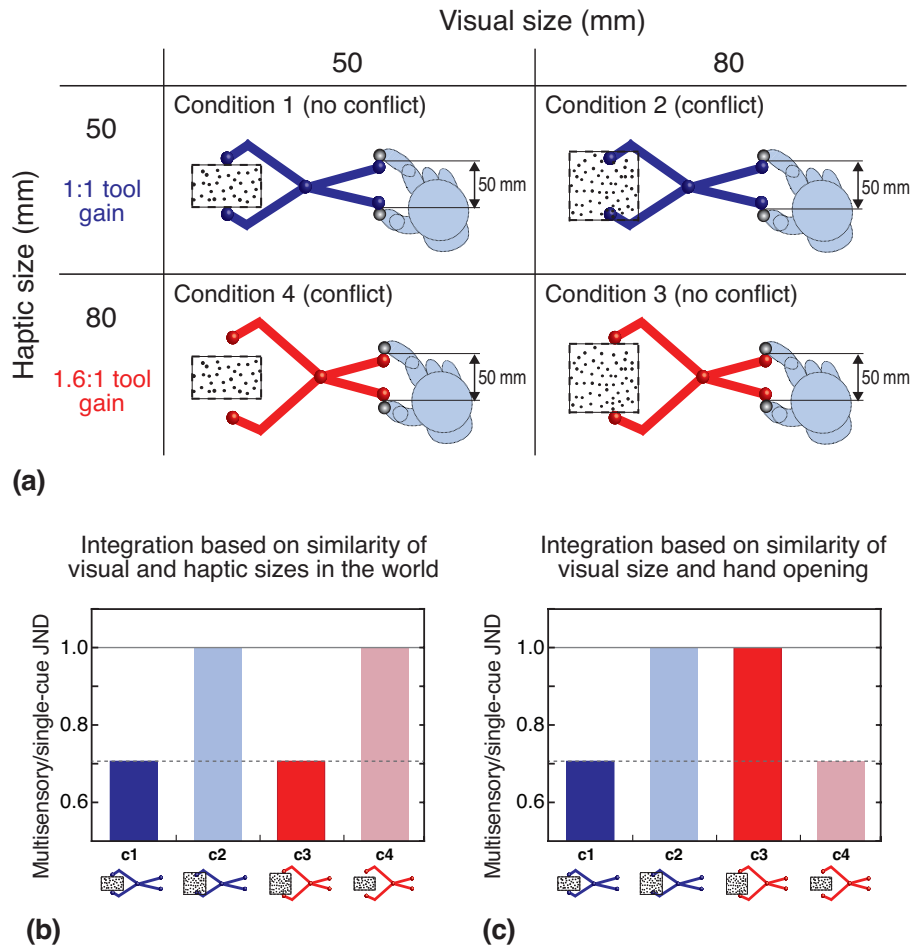 Visual size (mm)
50
80
Haptic size (mm)
50
1:1 tool
gain
Condition 1 (no conflict)
50 mm
Condition 2 (conflict)
50 mm
80
1.6:1 tool
gain
Condition 4 (conflict)
50 mm
Condition 3 (no conflict)
50 mm
(a)
Integration based on similarity of
visual and haptic sizes in the world
Multisensory/single-cue JND
1.0
0.8
0.6
c1 c2 c3 c4
(b)
Integration based on similarity of
visual size and hand opening
Multisensory/single-cue JND
1.0
0.8
0.6
c1 c2 c3 c4
(c)